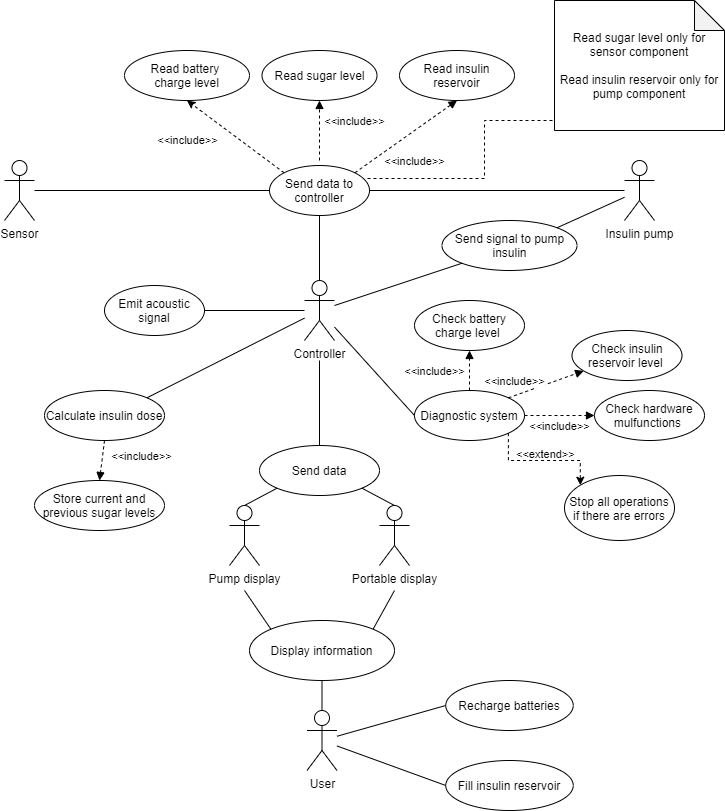 Read sugar level only for
sensor component
Read insulin reservoir only for
pump component
Read battery
charge level
Read sugar level
Read insulin
reservoir
<<include>>
<<include>>
<<include>>
Send data to
controller
Sensor
Insulin pump
Send signal to pump
insulin
Emit acoustic
signal
Controller
Check battery
charge level
Check insulin
reservoir level
<<include>>
<<include>>
Calculate insulin dose
Diagnostic system
Check hardware
mulfunctions
<<include>>
<<include>>
<<extend>>
Send data
Store current and
previous sugar levels
Stop all operations
if there are errors
Pump display
Portable display
Display information
Recharge batteries
User
Fill insulin reservoir